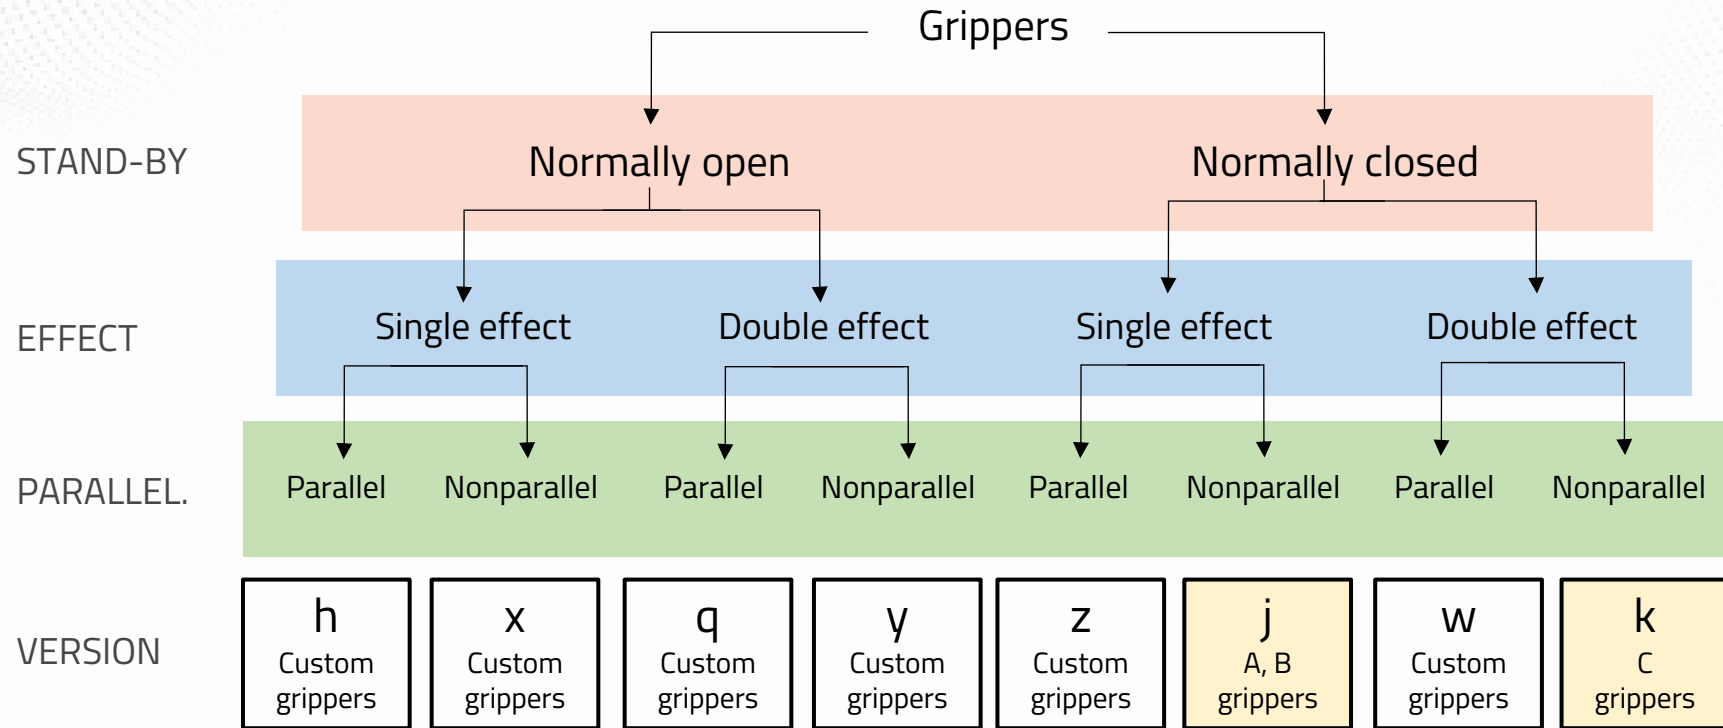 Grippers
STAND-BY
Normally open
Normally closed
EFFECT
Single effect
Double effect
Single effect
Double effect
PARALLEL.
Parallel
Nonparallel
Parallel
Nonparallel
Parallel
Nonparallel
Parallel
Nonparallel
VERSION
h
Custom
grippers
x
Custom
grippers
q
Custom
grippers
y
Custom
grippers
z
Custom
grippers
j
A, B
grippers
w
Custom
grippers
k
C
grippers